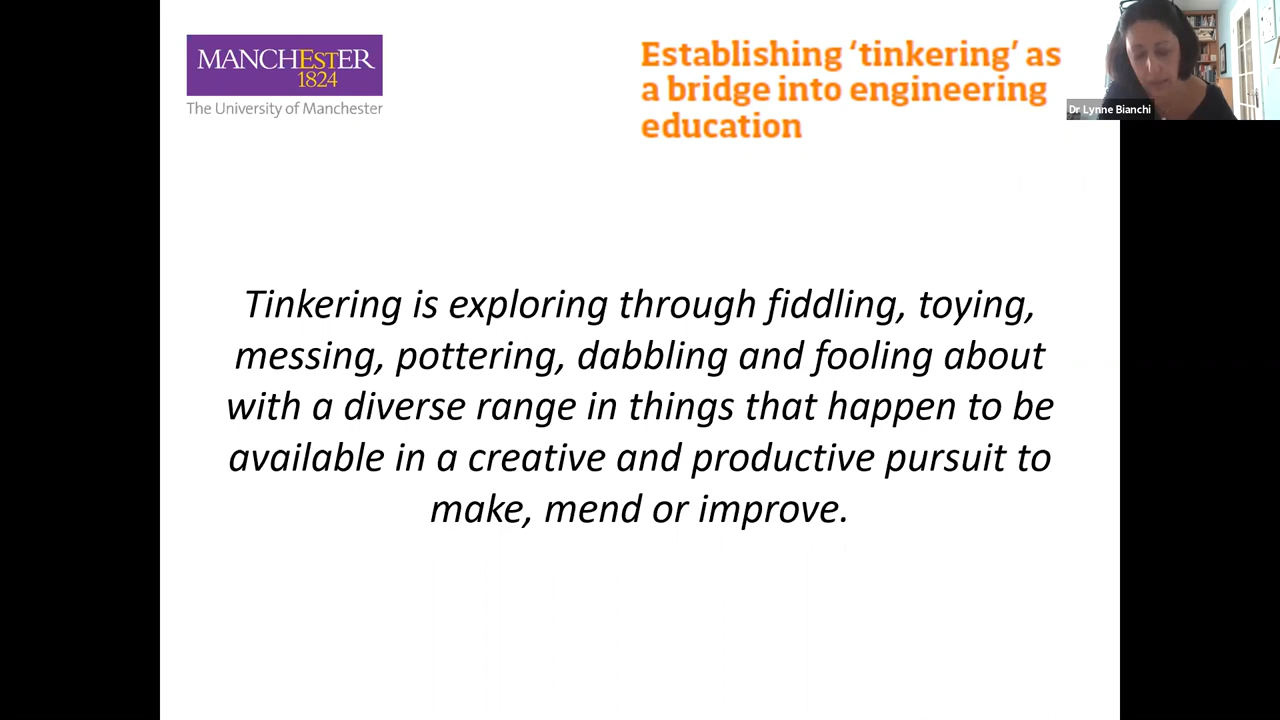 MANCHESTER
1824
The University of Manchester
Establishing ‘tinkering’ as
a bridge into engineering
education
Dr Lynne Bianchi
Tinkering is exploring through fiddling, toying,
messing, pottering, dabbling and fooling about
with a diverse range in things that happen to be
available in a creative and productive pursuit to
make, mend or improve.